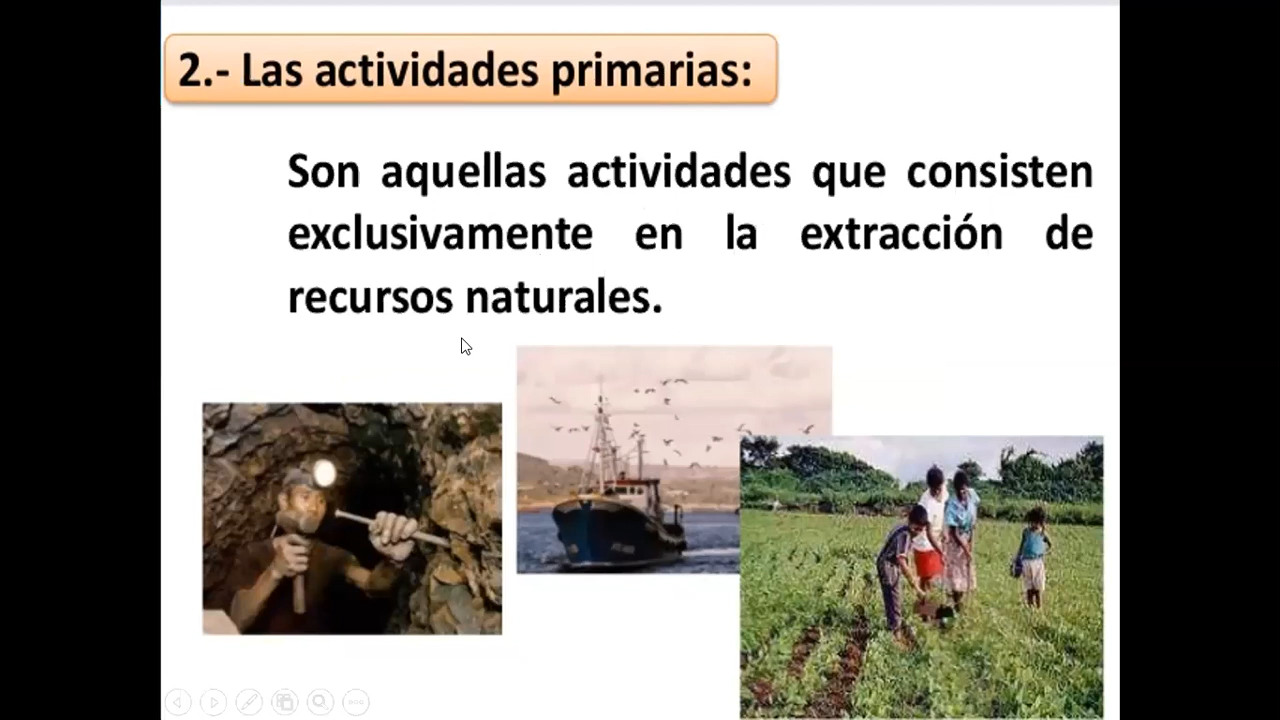 2.- Las actividades primarias:
Son aquellas actividades que consisten
exclusivamente en la extracción de
recursos naturales.